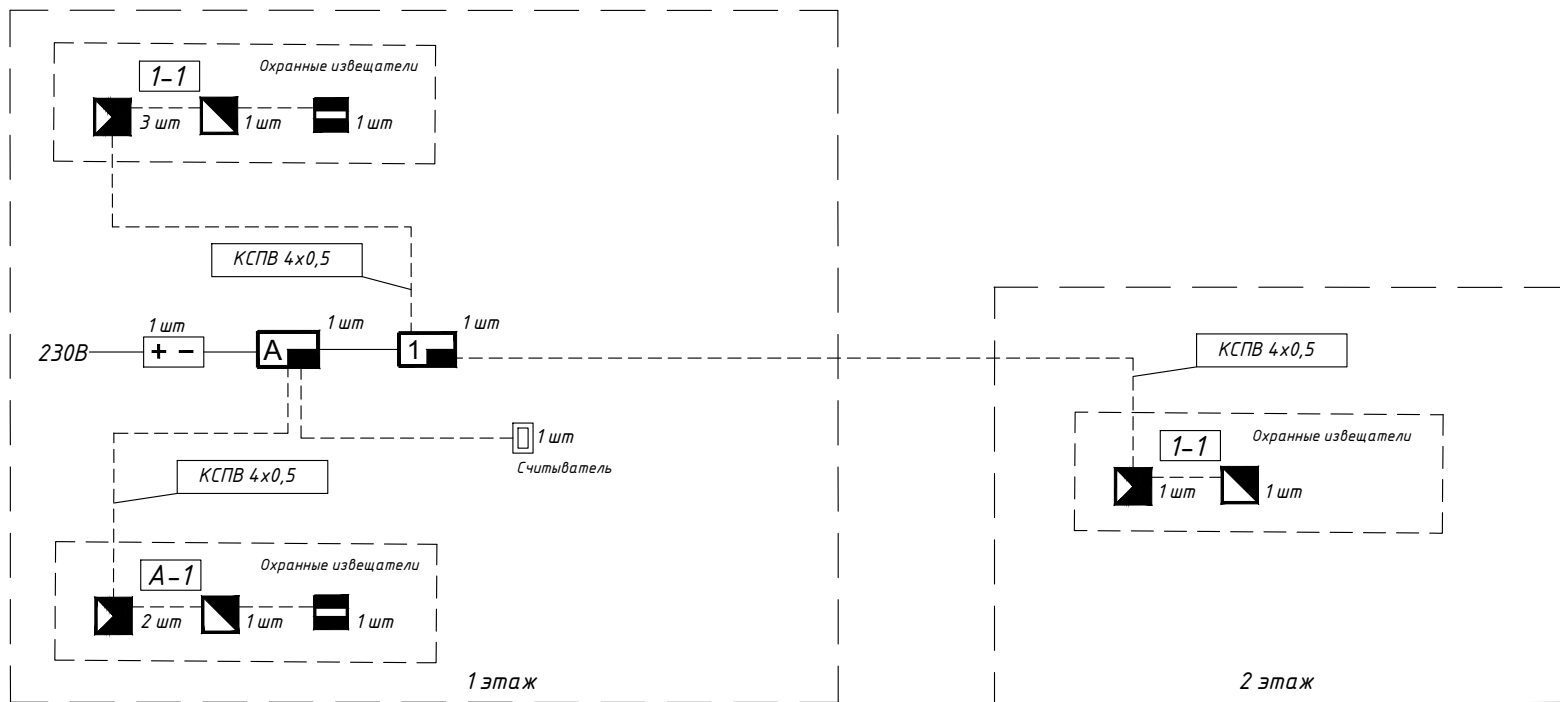 Охранные извещатели
1-1
3 шт
1 шт
1 шт
КСПВ 4х0,5
1 шт
1 шт
1 шт
230В
+ -
А
1
КСПВ 4х0,5
1 шт
Считыватель
КСПВ 4х0,5
Охранные извещатели
1-1
1 шт
1 шт
Охранные извещатели
А-1
2 шт
1 шт
1 шт
1 этаж
2 этаж